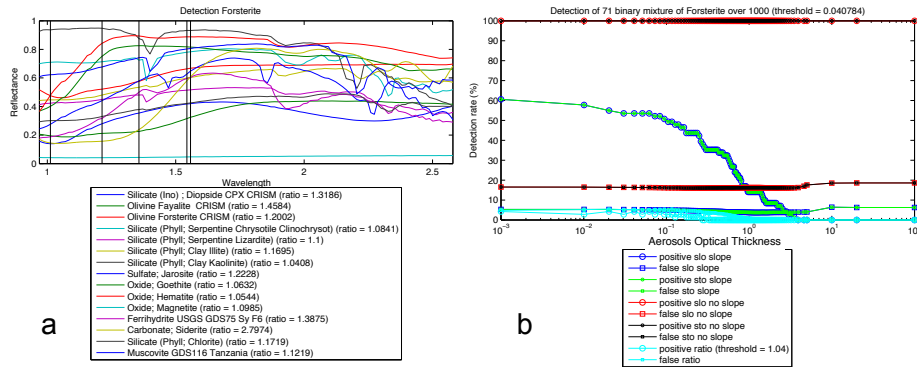 Detection Forsterite
Reflectance
1
0.8
0.6
0.4
0.2
0
1
1.5
2
2.5
Wavelength
Silicate (Ino) ; Diopside CPX CRISM (ratio = 1.3186)
Olivine Fayalite CRISM (ratio = 1.4584)
Olivine Forsterite CRISM (ratio = 1.2002)
Silicate (Phyll; Serpentine Chrysotile Clinochrysot) (ratio = 1.0841)
Silicate (Phyll; Serpentine Lizardite) (ratio = 1.1)
Silicate (Phyll; Clay Illite) (ratio = 1.1695)
Silicate (Phyll; Clay Kaolinite) (ratio = 1.0408)
Sulfate; Jarosite (ratio = 1.2228)
Oxide; Goethite (ratio = 1.0632)
Oxide; Hematite (ratio = 1.0544)
Oxide; Magnetite (ratio = 1.0985)
Ferrihydrite USGS GDS75 Sy F6 (ratio = 1.3875)
Carbonate; Siderite (ratio = 2.7974)
Silicate (Phyll; Chlorite) (ratio = 1.1719)
Muscovite GDS116 Tanzania (ratio = 1.1219)
a
Detection of 71 binary mixture of Forsterite over 1000 (threshold = 0.040784)
Detection rate (%)
100
90
80
70
60
50
40
30
20
10
0
10⁻³
10⁻²
10⁻¹
10⁰
10¹
10²
Aerosols Optical Thickness
positive slo slope
false slo slope
positive sto slope
false sto slope
positive slo no slope
false slo no slope
positive sto no slope
false sto no slope
positive ratio (threshold = 1.04)
false ratio
b